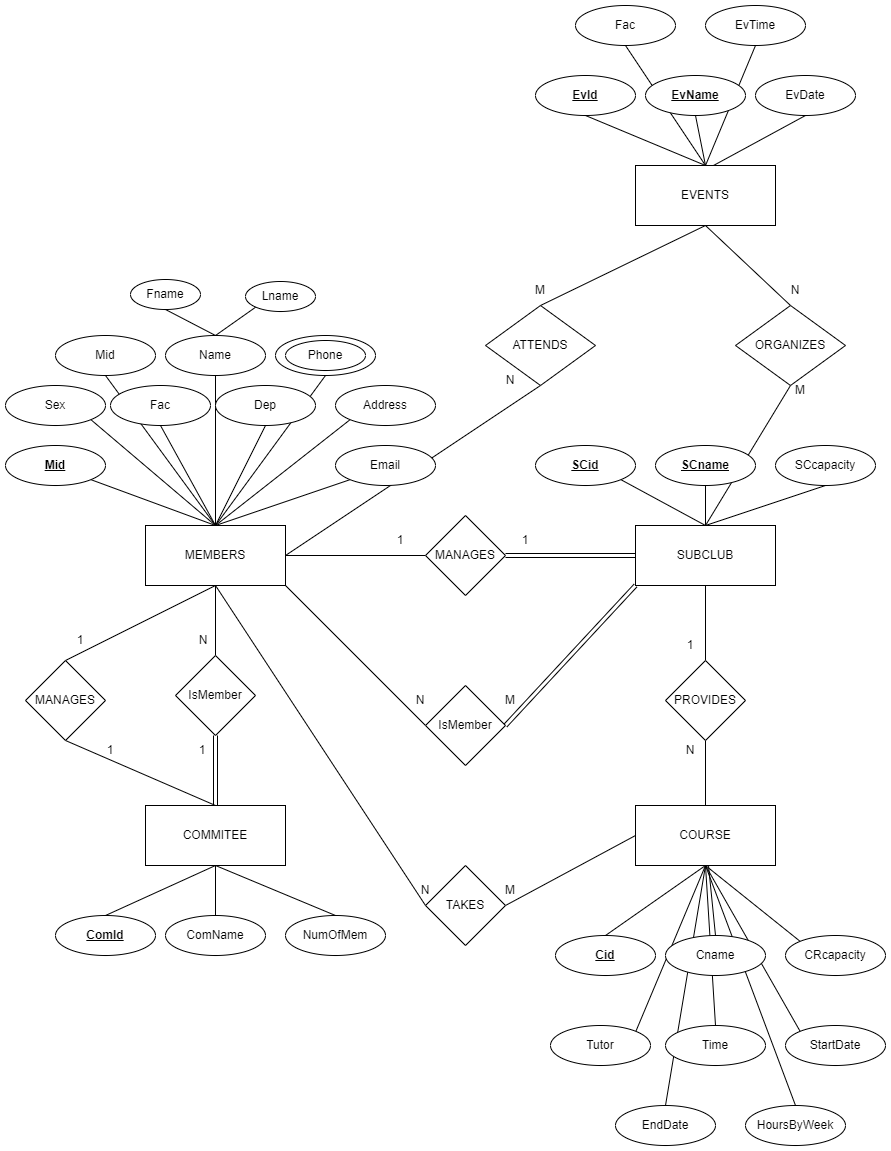 Fac
EvTime
EvId
EvName
EvDate
EVENTS
M
N
ATTENDS
ORGANIZES
N
M
Fname
Lname
Mid
Name
Phone
Sex
Fac
Dep
Address
Mid
Email
SCid
SCname
SCcapacity
MEMBERS
1
MANAGES
1
SUBCLUB
1
N
1
MANAGES
IsMember
N
M
IsMember
PROVIDES
1
1
N
COMMITEE
COURSE
N
M
TAKES
ComId
ComName
NumOfMem
Cid
Cname
CRcapacity
Tutor
Time
StartDate
EndDate
HoursByWeek